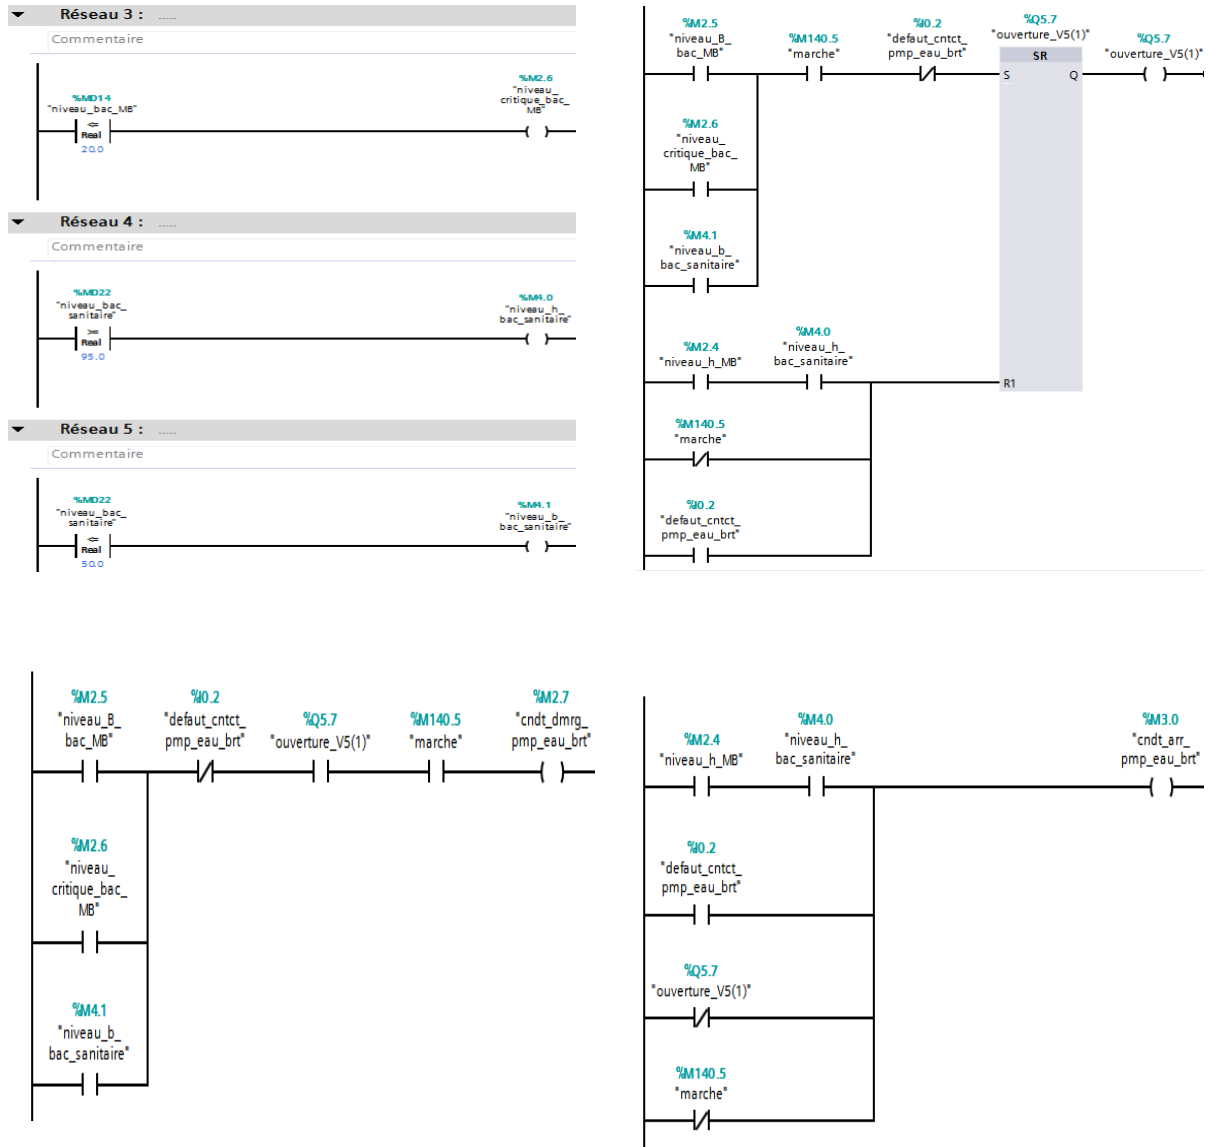 Réseau 3 : .....
Commentaire
%MD14
"niveau_bac_MB"
<=
Real
20.0
%M2.6
"niveau_
critique_bac_
MB"
Réseau 4 : .....
Commentaire
%MD22
"niveau_bac_
sanitaire"
>=
Real
95.0
%M4.0
"niveau_h_
bac_sanitaire"
Réseau 5 : .....
Commentaire
%MD22
"niveau_bac_
sanitaire"
<=
Real
50.0
%M4.1
"niveau_b_
bac_sanitaire"
%M2.5
"niveau_B_
bac_MB"
%M140.5
"marche"
%I0.2
"defaut_cntct_
pmp_eau_brt"
%Q5.7
"ouverture_V5(1)"
SR
S
Q
%Q5.7
"ouverture_V5(1)"
%M2.6
"niveau_
critique_bac_
MB"
%M4.1
"niveau_b_
bac_sanitaire"
%M2.4
"niveau_h_MB"
%M4.0
"niveau_h_
bac_sanitaire"
R1
%M140.5
"marche"
%I0.2
"defaut_cntct_
pmp_eau_brt"
%M2.5
"niveau_B_
bac_MB"
%I0.2
"defaut_cntct_
pmp_eau_brt"
%Q5.7
"ouverture_V5(1)"
%M140.5
"marche"
%M2.7
"cndt_dmrg_
pmp_eau_brt"
%M2.6
"niveau_
critique_bac_
MB"
%M4.1
"niveau_b_
bac_sanitaire"
%M2.4
"niveau_h_MB"
%M4.0
"niveau_h_
bac_sanitaire"
%M3.0
"cndt_arr_
pmp_eau_brt"
%I0.2
"defaut_cntct_
pmp_eau_brt"
%Q5.7
"ouverture_V5(1)"
%M140.5
"marche"